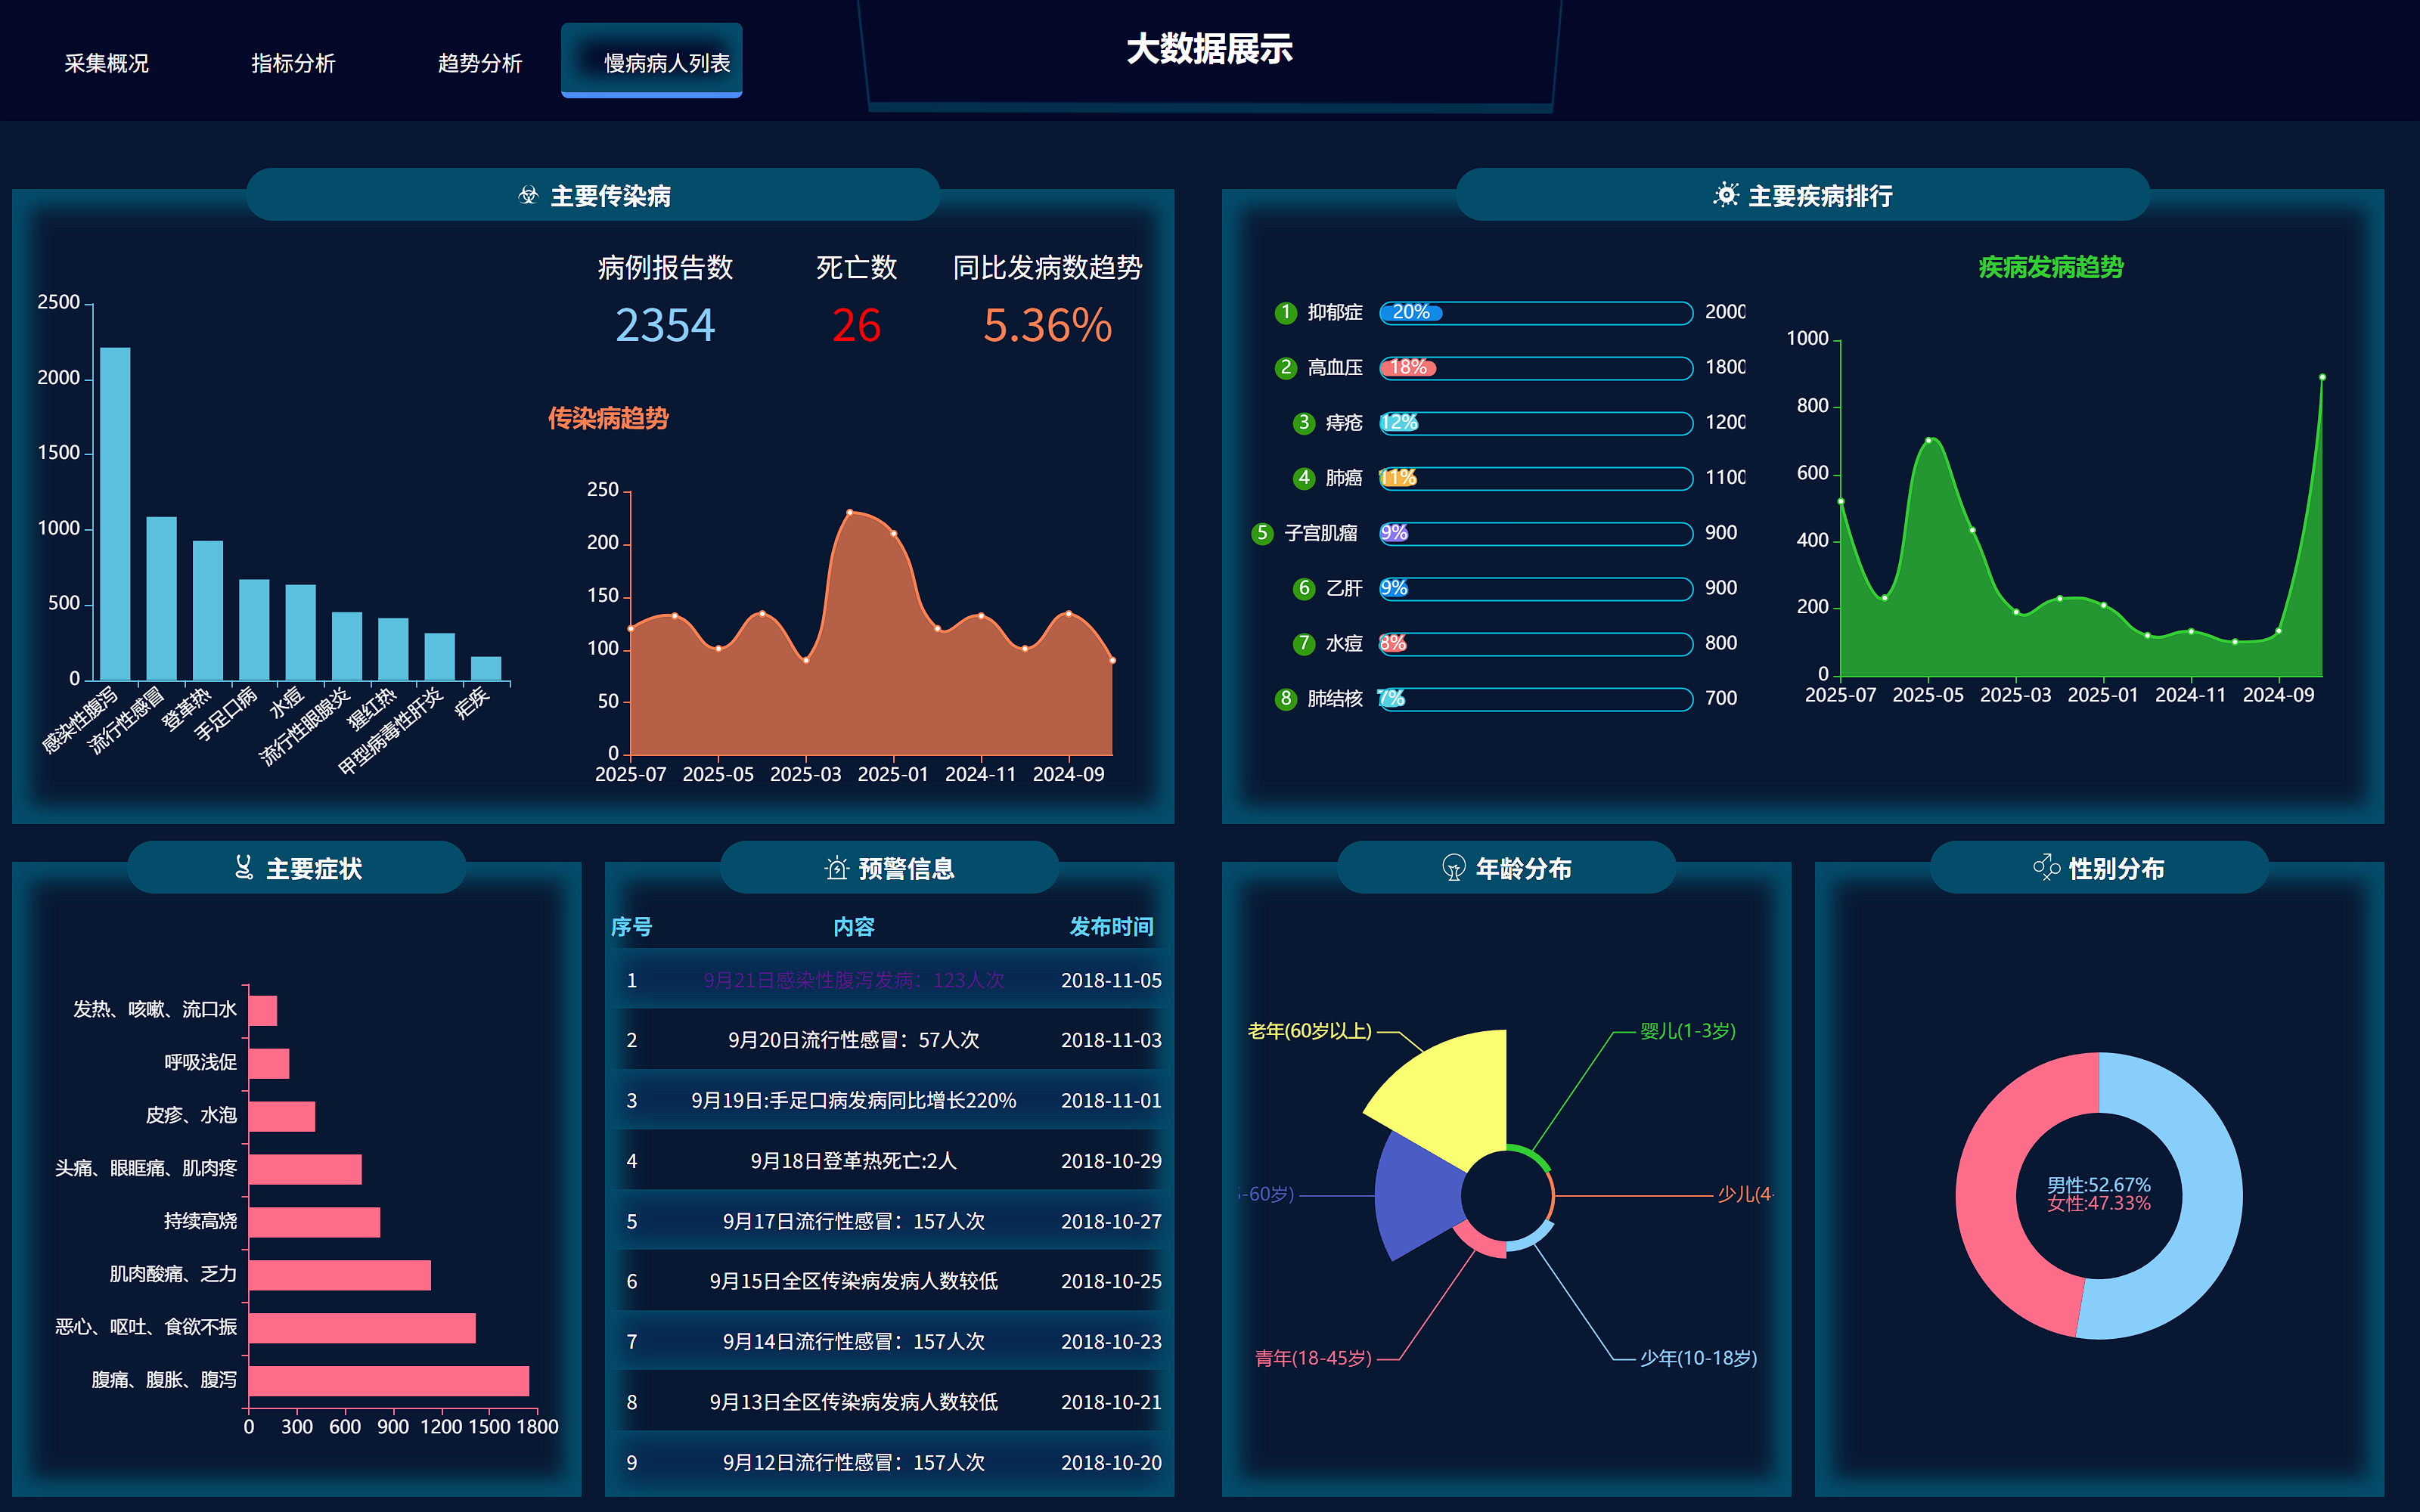 采集概况
指标分析
趋势分析
慢病病人列表
大数据展示
主要传染病
病例报告数
死亡数
同比发病数趋势
2354
26
5.36%
2500
2000
1500
1000
500
0
感染性腹泻
流行性感冒
登革热
手足口病
水痘
流行性眼腺炎
猩红热
甲型病毒性肝炎
疟疾
传染病趋势
250
200
150
100
50
0
2025-07
2025-05
2025-03
2025-01
2024-11
2024-09
主要疾病排行
1 抑郁症 20% 2000
2 高血压 18% 1800
3 痔疮 12% 1200
4 肺癌 11% 1100
5 子宫肌瘤 9% 900
6 乙肝 9% 900
7 水痘 8% 800
8 肺结核 7% 700
疾病发病趋势
1000
800
600
400
200
0
2025-07
2025-05
2025-03
2025-01
2024-11
2024-09
主要症状
发热、咳嗽、流口水
呼吸浅促
皮疹、水泡
头痛、眼眶痛、肌肉疼
持续高烧
肌肉酸痛、乏力
恶心、呕吐、食欲不振
腹痛、腹胀、腹泻
0
300
600
900
1200
1500
1800
预警信息
序号 内容 发布时间
1 9月21日感染性腹泻发病：123人次 2018-11-05
2 9月20日流行性感冒：57人次 2018-11-03
3 9月19日:手足口病发病同比增长220% 2018-11-01
4 9月18日登革热死亡:2人 2018-10-29
5 9月17日流行性感冒：157人次 2018-10-27
6 9月15日全区传染病发病人数较低 2018-10-25
7 9月14日流行性感冒：157人次 2018-10-23
8 9月13日全区传染病发病人数较低 2018-10-21
9 9月12日流行性感冒：157人次 2018-10-20
年龄分布
老年(60岁以上)
婴儿(1-3岁)
-60岁)
少儿(4-
青年(18-45岁)
少年(10-18岁)
性别分布
男性:52.67%
女性:47.33%